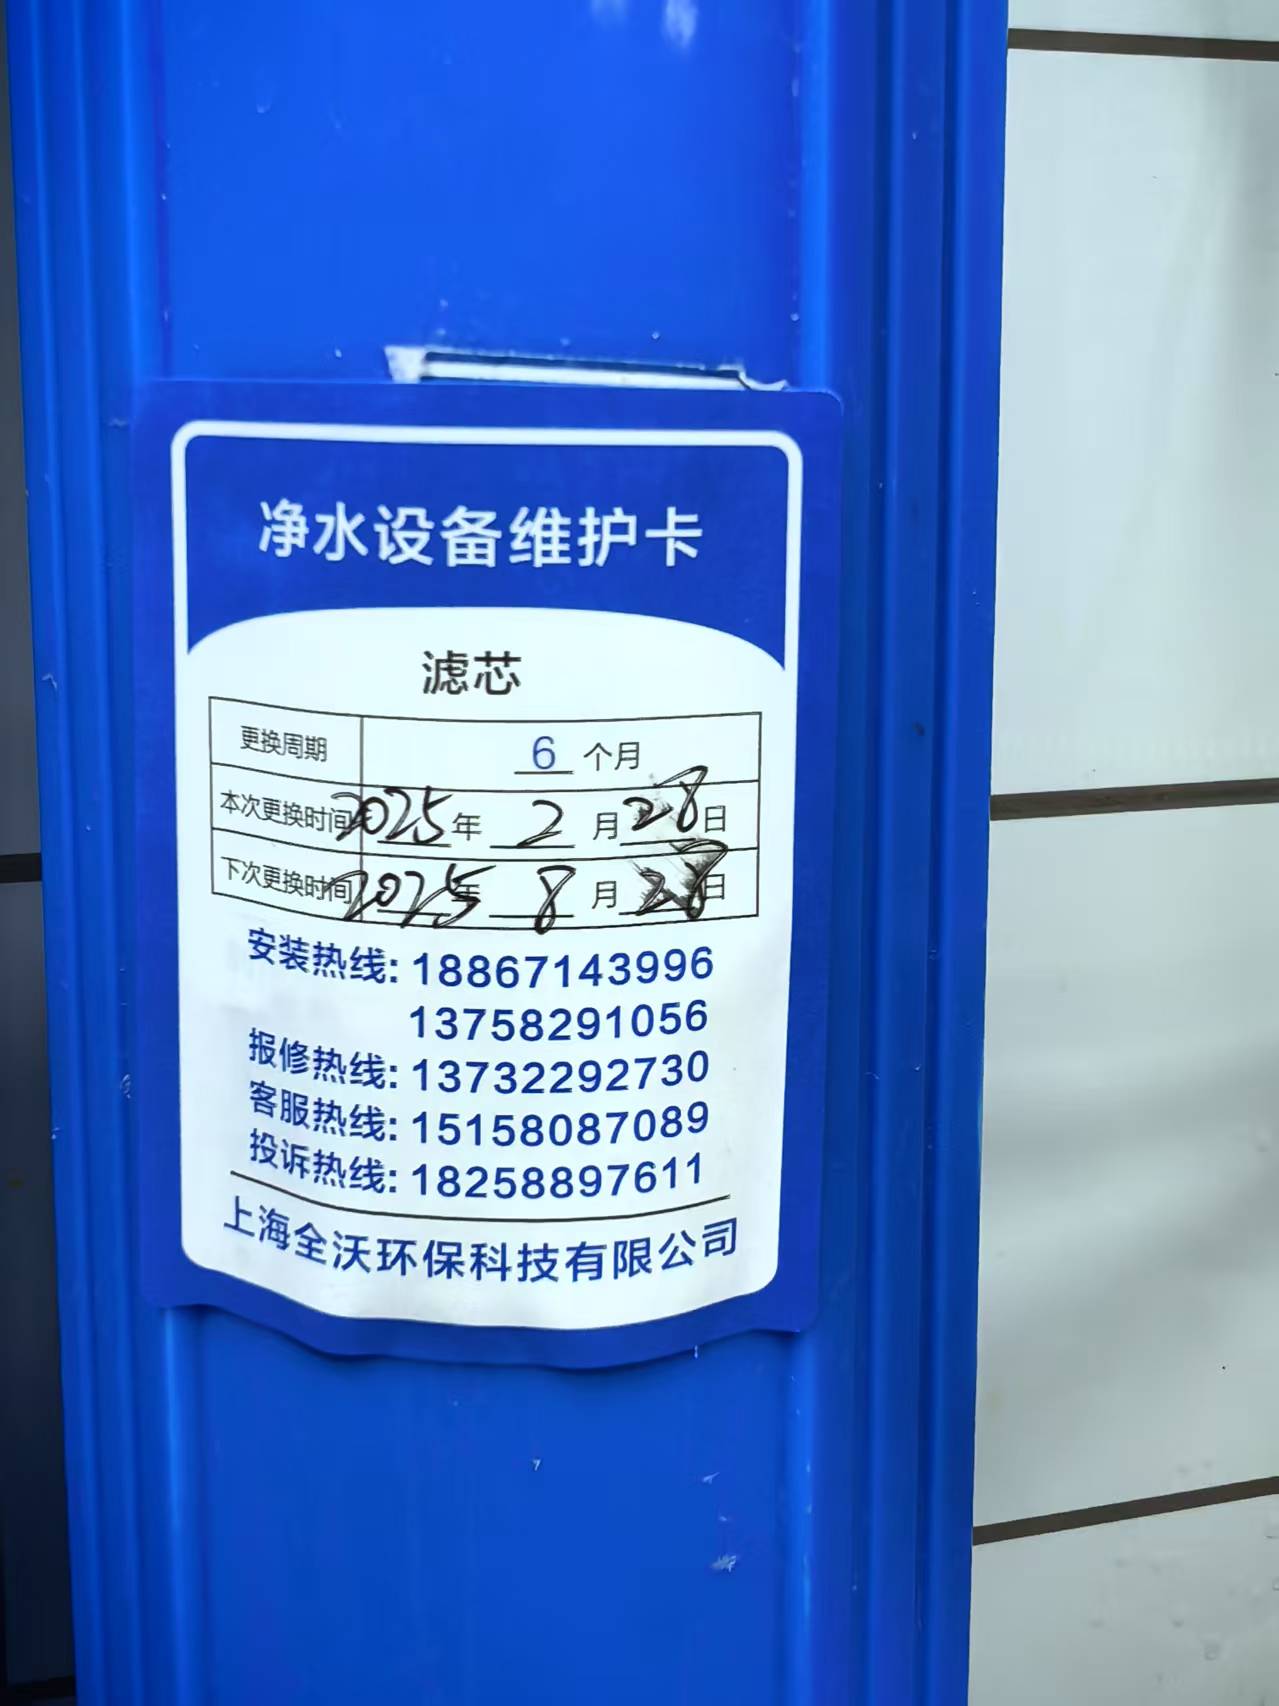 净水设备维护卡
滤芯
更换周期 6 个月
本次更换时间 2025 年 2 月 28 日
下次更换时间 2025 年 8 月 28 日
安装热线: 18867143996
13758291056
报修热线: 13732292730
客服热线: 15158087089
投诉热线: 18258897611
上海全沃环保科技有限公司